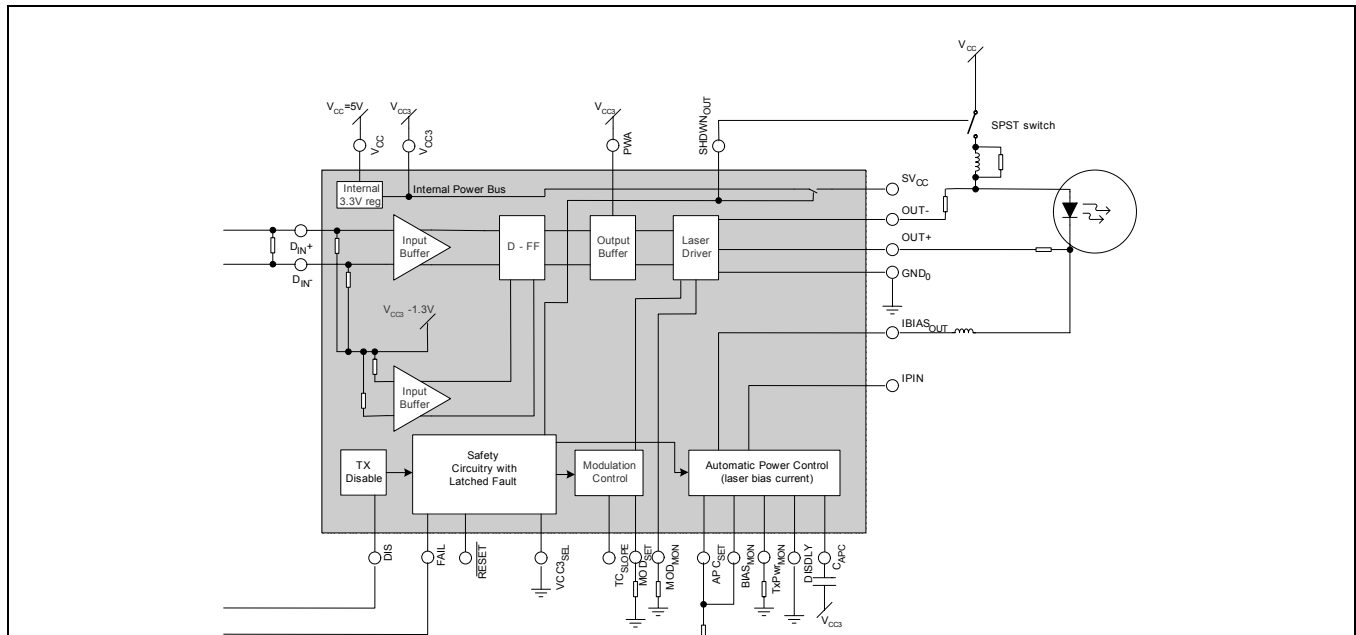 VCC
SPST switch
VCC =5V
VCC3
VCC3
VCC
VCC3
PWA
SHDWNOUT
Internal
3.3V reg
Internal Power Bus
SVCC
OUT-
OUT+
GND0
DIN+
DIN-
Input
Buffer
D - FF
Output
Buffer
Laser
Driver
VCC3 -1.3V
IBIASOUT
IPIN
Input
Buffer
TX
Disable
Safety
Circuitry with
Latched Fault
Modulation
Control
Automatic Power Control
(laser bias current)
DIS
FAIL
RESET
VCC3SEL
TCSLOPE
MODSET
MODMON
APCSET
BIASMON
TxPwrMON
DISDLY
CAPC
VCC3